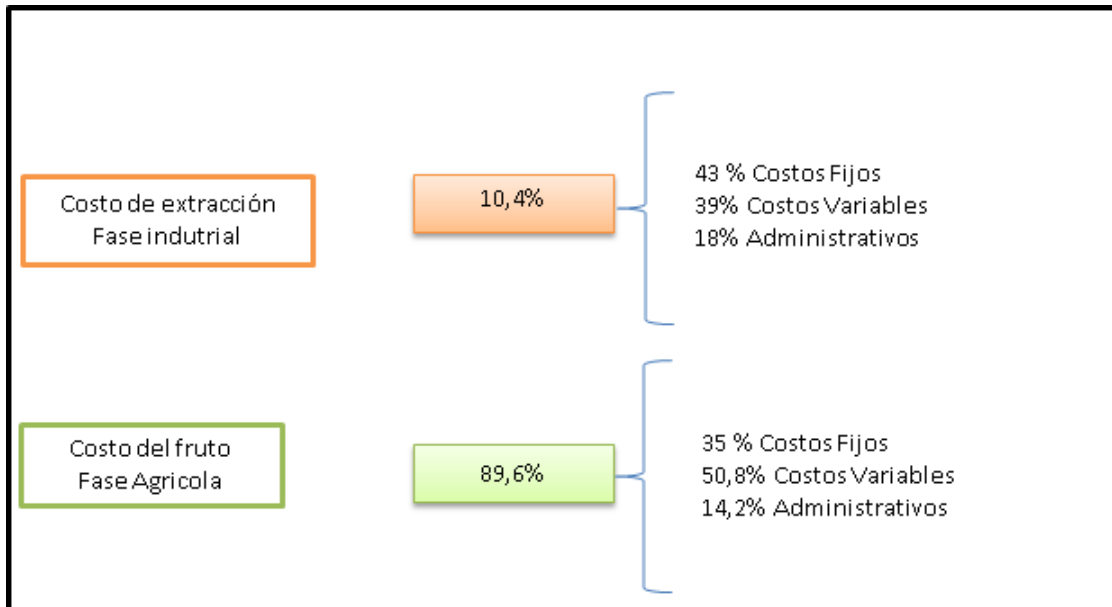 Costo de extracción
Fase indutrial
10,4%
43 % Costos Fijos
39% Costos Variables
18% Administrativos
Costo del fruto
Fase Agricola
89,6%
35 % Costos Fijos
50,8% Costos Variables
14,2% Administrativos